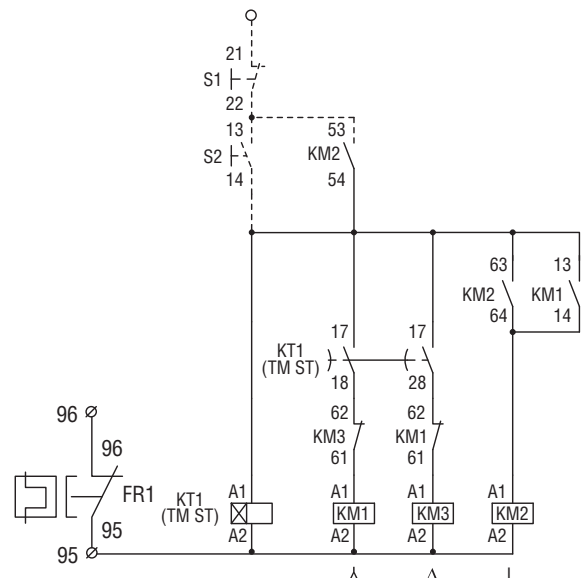 21
S1
22
13
53
S2
KM2
14
54
63
13
KM2
KM1
64
14
17
17
KT1
(TM ST)
18
28
62
62
KM3
KM1
61
61
96
96
FR1
95
95
KT1
(TM ST)
A1
A1
A1
A1
KM1
KM3
KM2
A2
A2
A2
A2